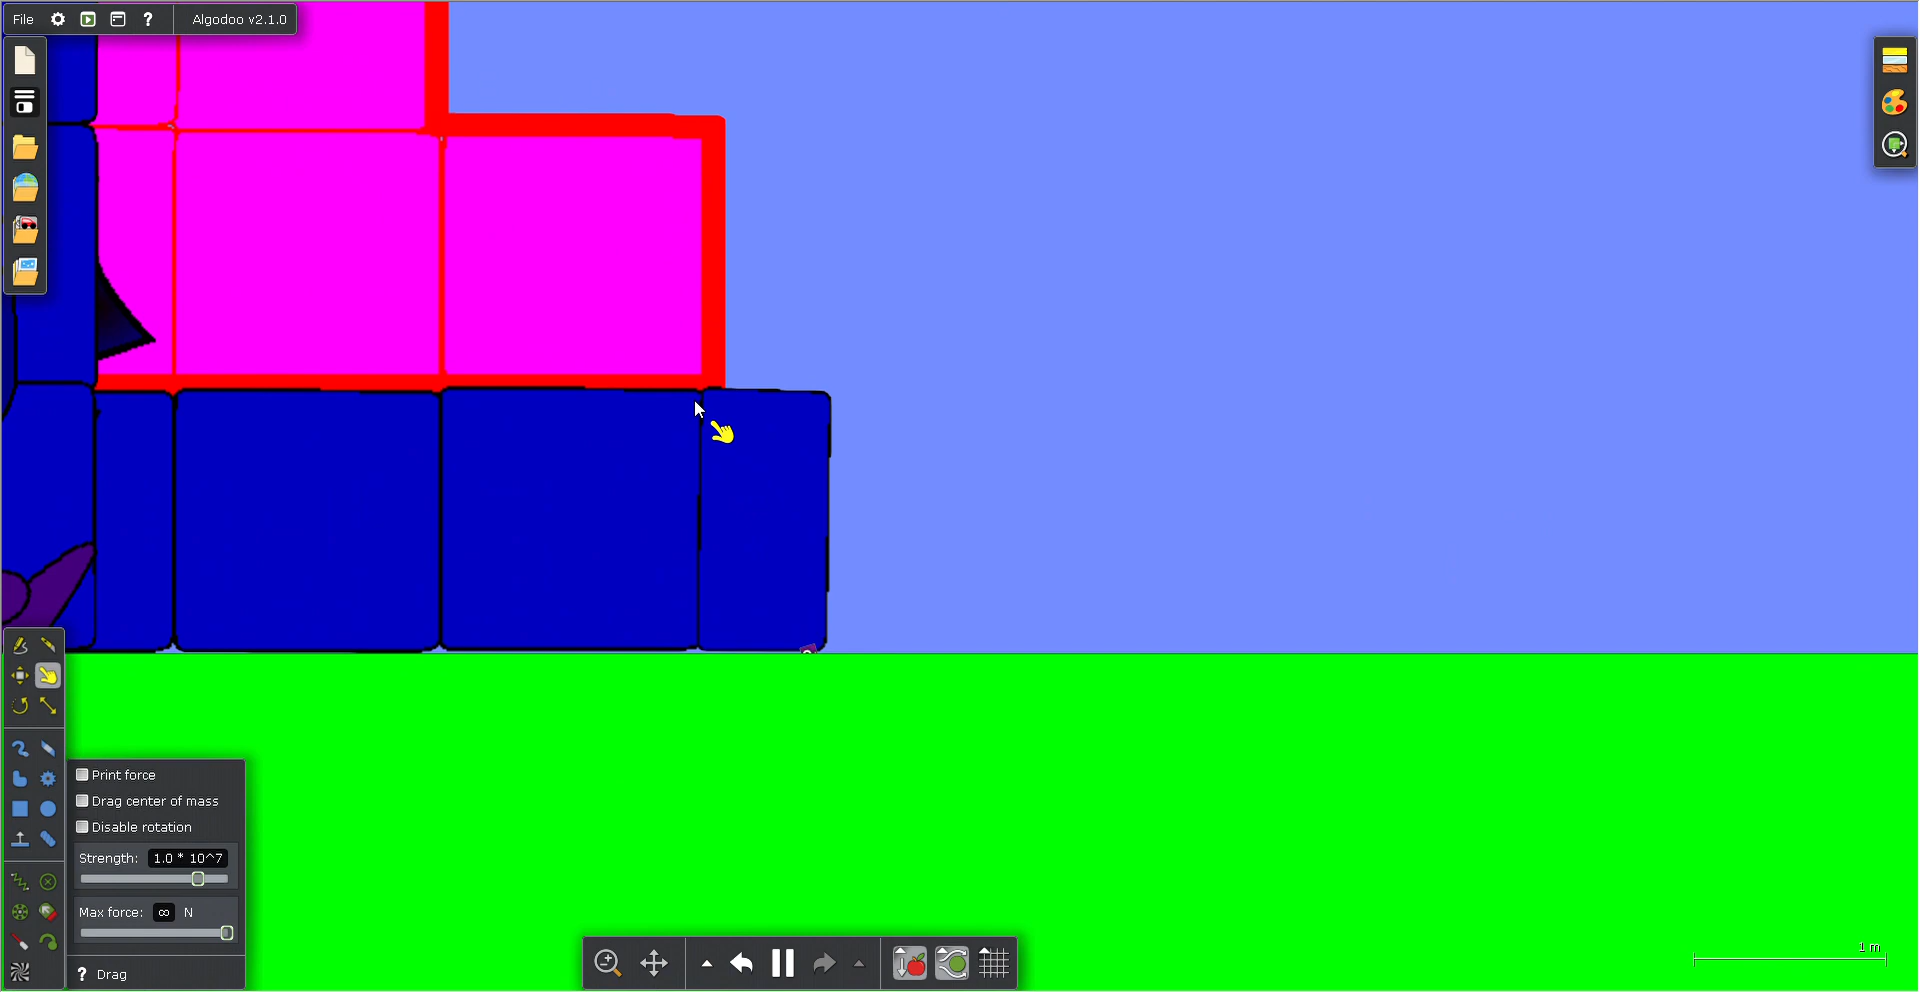 File ? Algodoo v2.1.0
Print force
Drag center of mass
Disable rotation
Strength: 1.0 * 10^7
Max force: ∞ N
? Drag
1 m